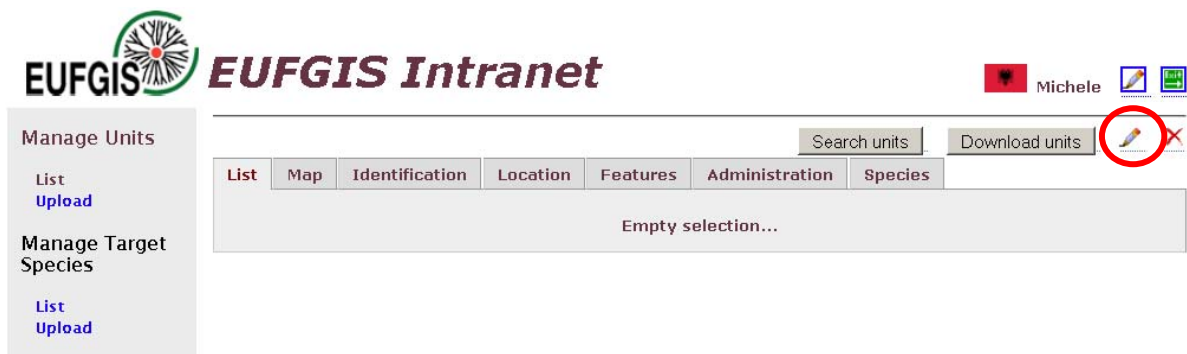 EUFGIS
EUFGIS Intranet
Michele
Exit
Manage Units
List
Upload
Manage Target
Species
List
Upload
Search units
Download units
List Map Identification Location Features Administration Species
Empty selection...